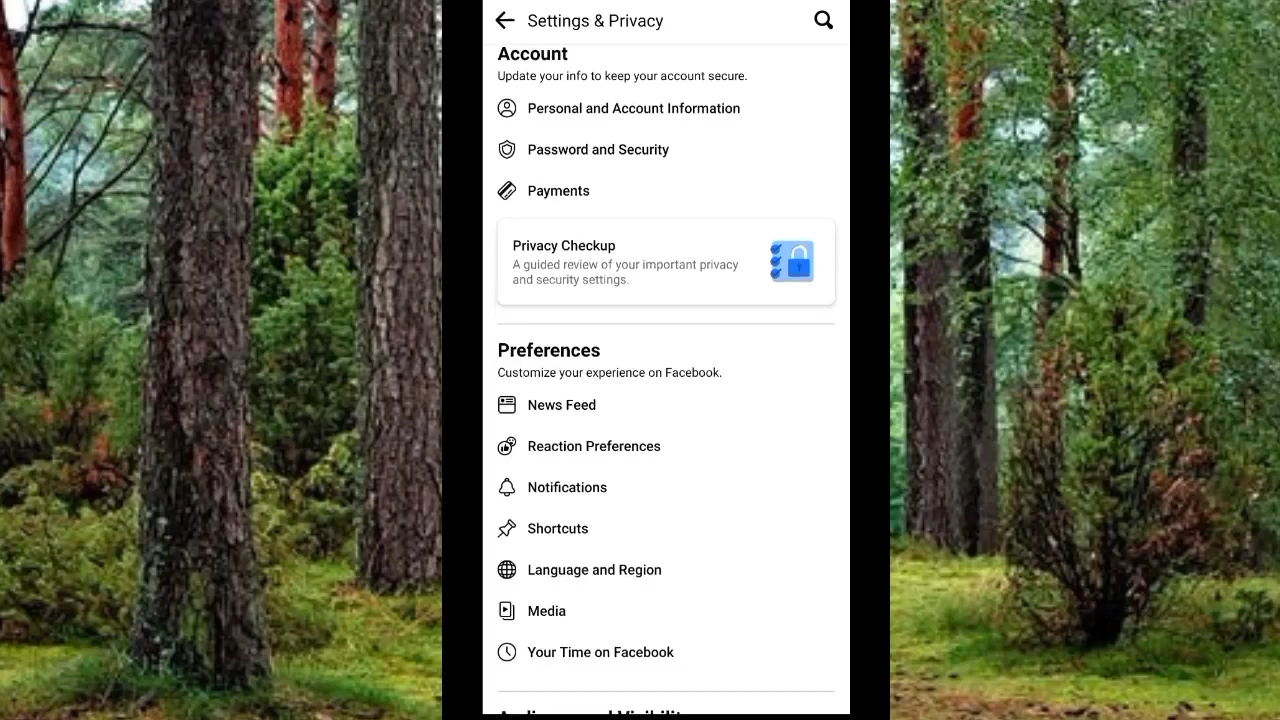 Settings & Privacy
Account
Update your info to keep your account secure.
Personal and Account Information
Password and Security
Payments
Privacy Checkup
A guided review of your important privacy
and security settings.
Preferences
Customize your experience on Facebook.
News Feed
Reaction Preferences
Notifications
Shortcuts
Language and Region
Media
Your Time on Facebook